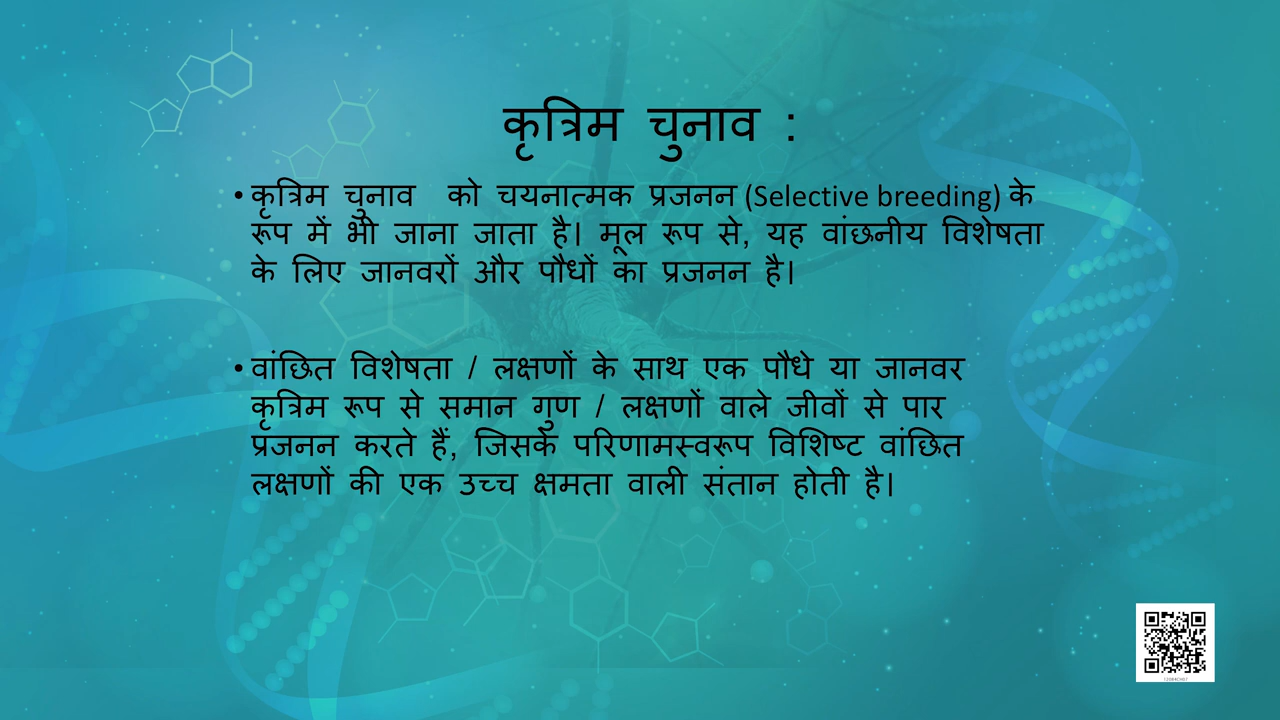 कृत्रिम चुनाव :
• कृत्रिम चुनाव को चयनात्मक प्रजनन (Selective breeding) के
रूप में भी जाना जाता है। मूल रूप से, यह वांछनीय विशेषता
के लिए जानवरों और पौधों का प्रजनन है।
• वांछित विशेषता / लक्षणों के साथ एक पौधे या जानवर
कृत्रिम रूप से समान गुण / लक्षणों वाले जीवों से पार
प्रजनन करते हैं, जिसके परिणामस्वरूप विशिष्ट वांछित
लक्षणों की एक उच्च क्षमता वाली संतान होती है।